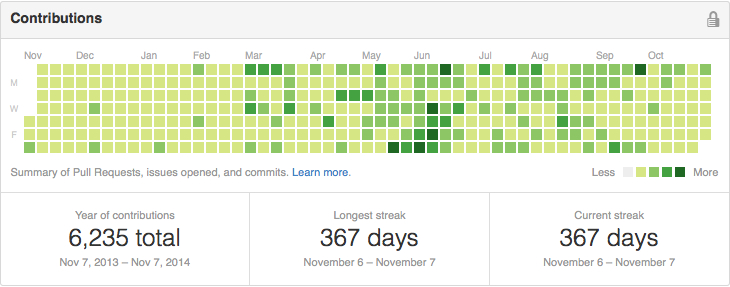 Contributions
Nov Dec Jan Feb Mar Apr May Jun Jul Aug Sep Oct
M
W
F
Summary of Pull Requests, issues opened, and commits. Learn more. Less More
Year of contributions Longest streak Current streak
6,235 total 367 days 367 days
Nov 7, 2013 – Nov 7, 2014 November 6 – November 7 November 6 – November 7